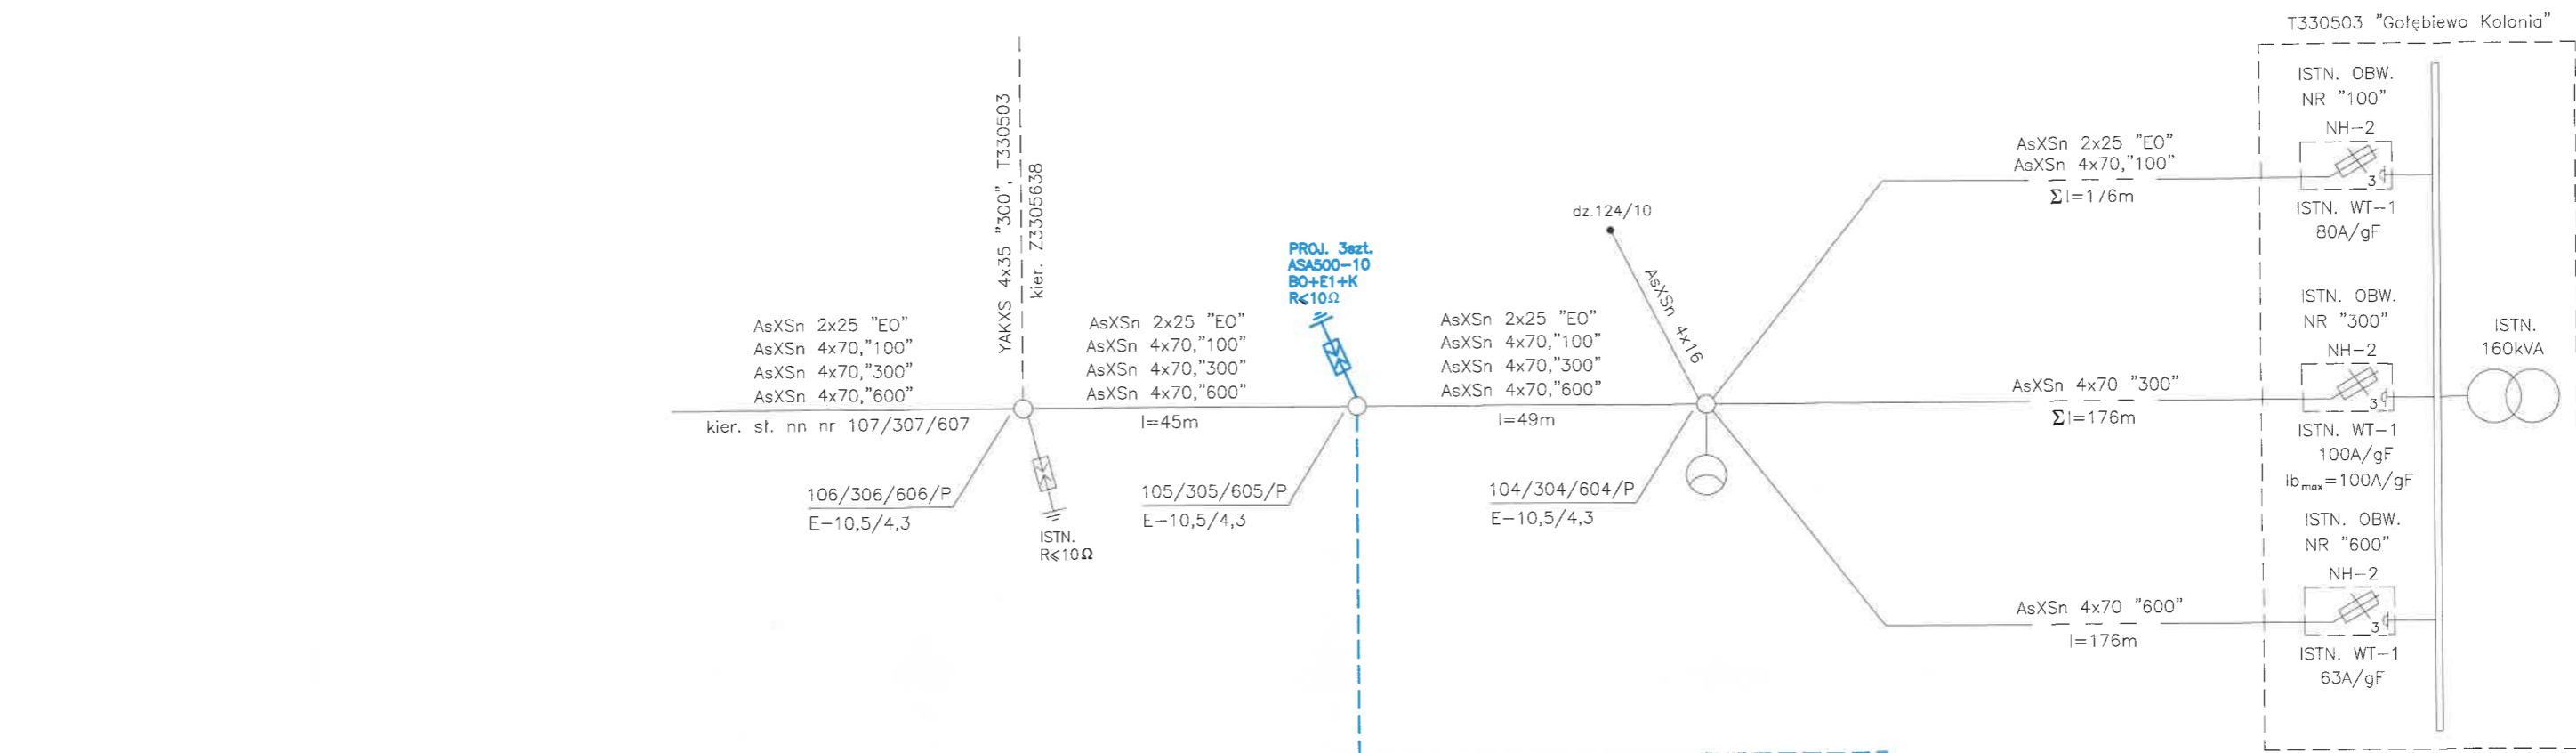 T330503 "Gołębiewo Kolonia"
ISTN. OBW.
NR "100"
NH-2
3
ISTN. WT-1
80A/gF
ISTN. OBW.
NR "300"
NH-2
3
ISTN. WT-1
100A/gF
Ibmax=100A/gF
ISTN. OBW.
NR "600"
NH-2
3
ISTN. WT-1
63A/gF
ISTN.
160kVA
AsXSn 2x25 "EO"
AsXSn 4x70,"100"
Σl=176m
AsXSn 4x70 "300"
Σl=176m
AsXSn 4x70 "600"
l=176m
dz.124/10
AsXSn 4x16
PROJ. 3szt.
ASA500-10
BO+E1+K
R⩽10Ω
YAKXS 4x35 "300", T330503
kier. Z3305638
AsXSn 2x25 "EO"
AsXSn 4x70,"100"
AsXSn 4x70,"300"
AsXSn 4x70,"600"
kier. st. nn nr 107/307/607
AsXSn 2x25 "EO"
AsXSn 4x70,"100"
AsXSn 4x70,"300"
AsXSn 4x70,"600"
l=45m
AsXSn 2x25 "EO"
AsXSn 4x70,"100"
AsXSn 4x70,"300"
AsXSn 4x70,"600"
l=49m
106/306/606/P
E-10,5/4,3
ISTN.
R⩽10Ω
105/305/605/P
E-10,5/4,3
104/304/604/P
E-10,5/4,3